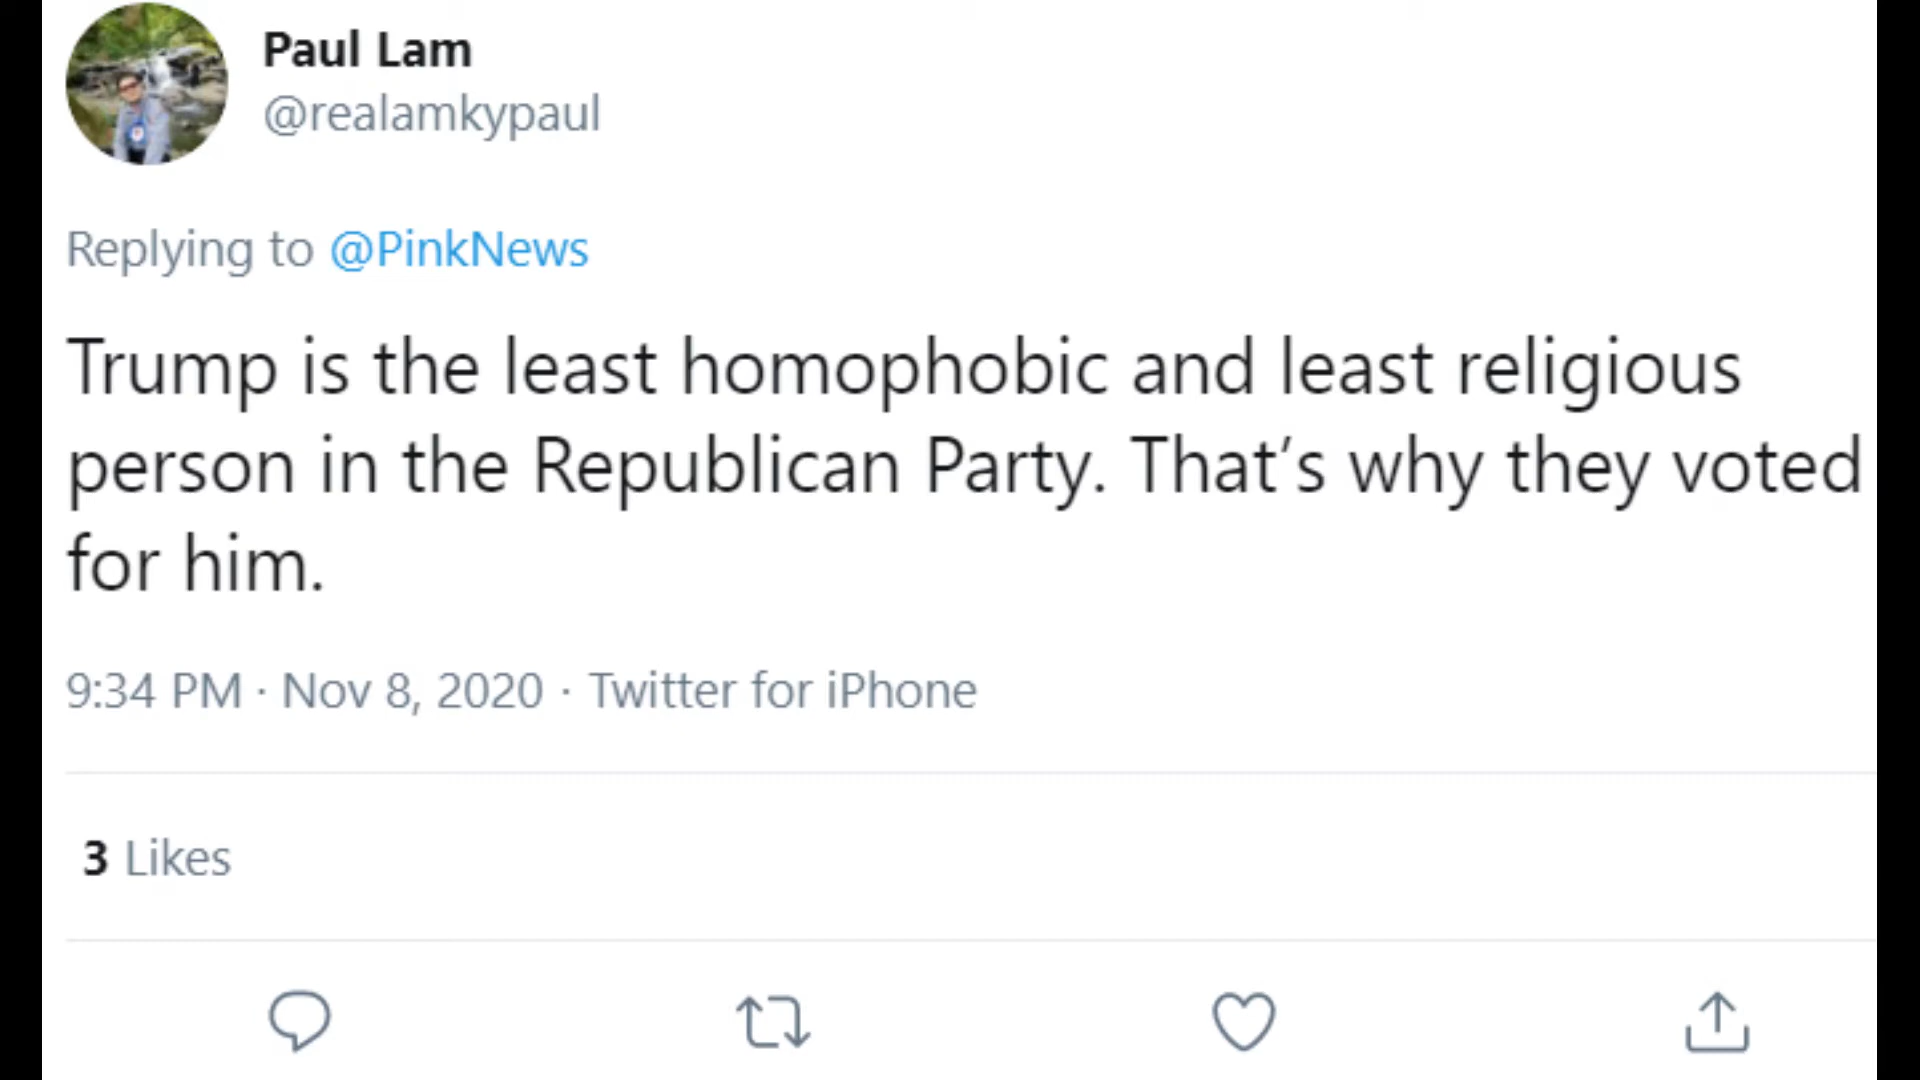 Paul Lam
@realamkypaul
Replying to @PinkNews
Trump is the least homophobic and least religious
person in the Republican Party. That’s why they voted
for him.
9:34 PM · Nov 8, 2020 · Twitter for iPhone
3 Likes